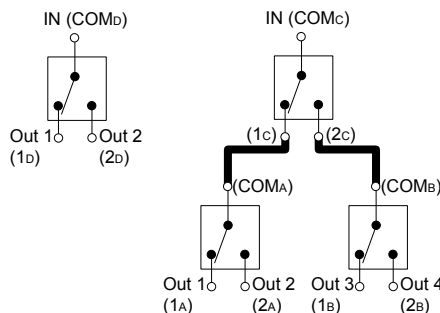 IN (COMD)
Out 1
(1D)
Out 2
(2D)
IN (COMC)
(1C)
(2C)
(COMA)
(COMB)
Out 1
(1A)
Out 2
(2A)
Out 3
(1B)
Out 4
(2B)